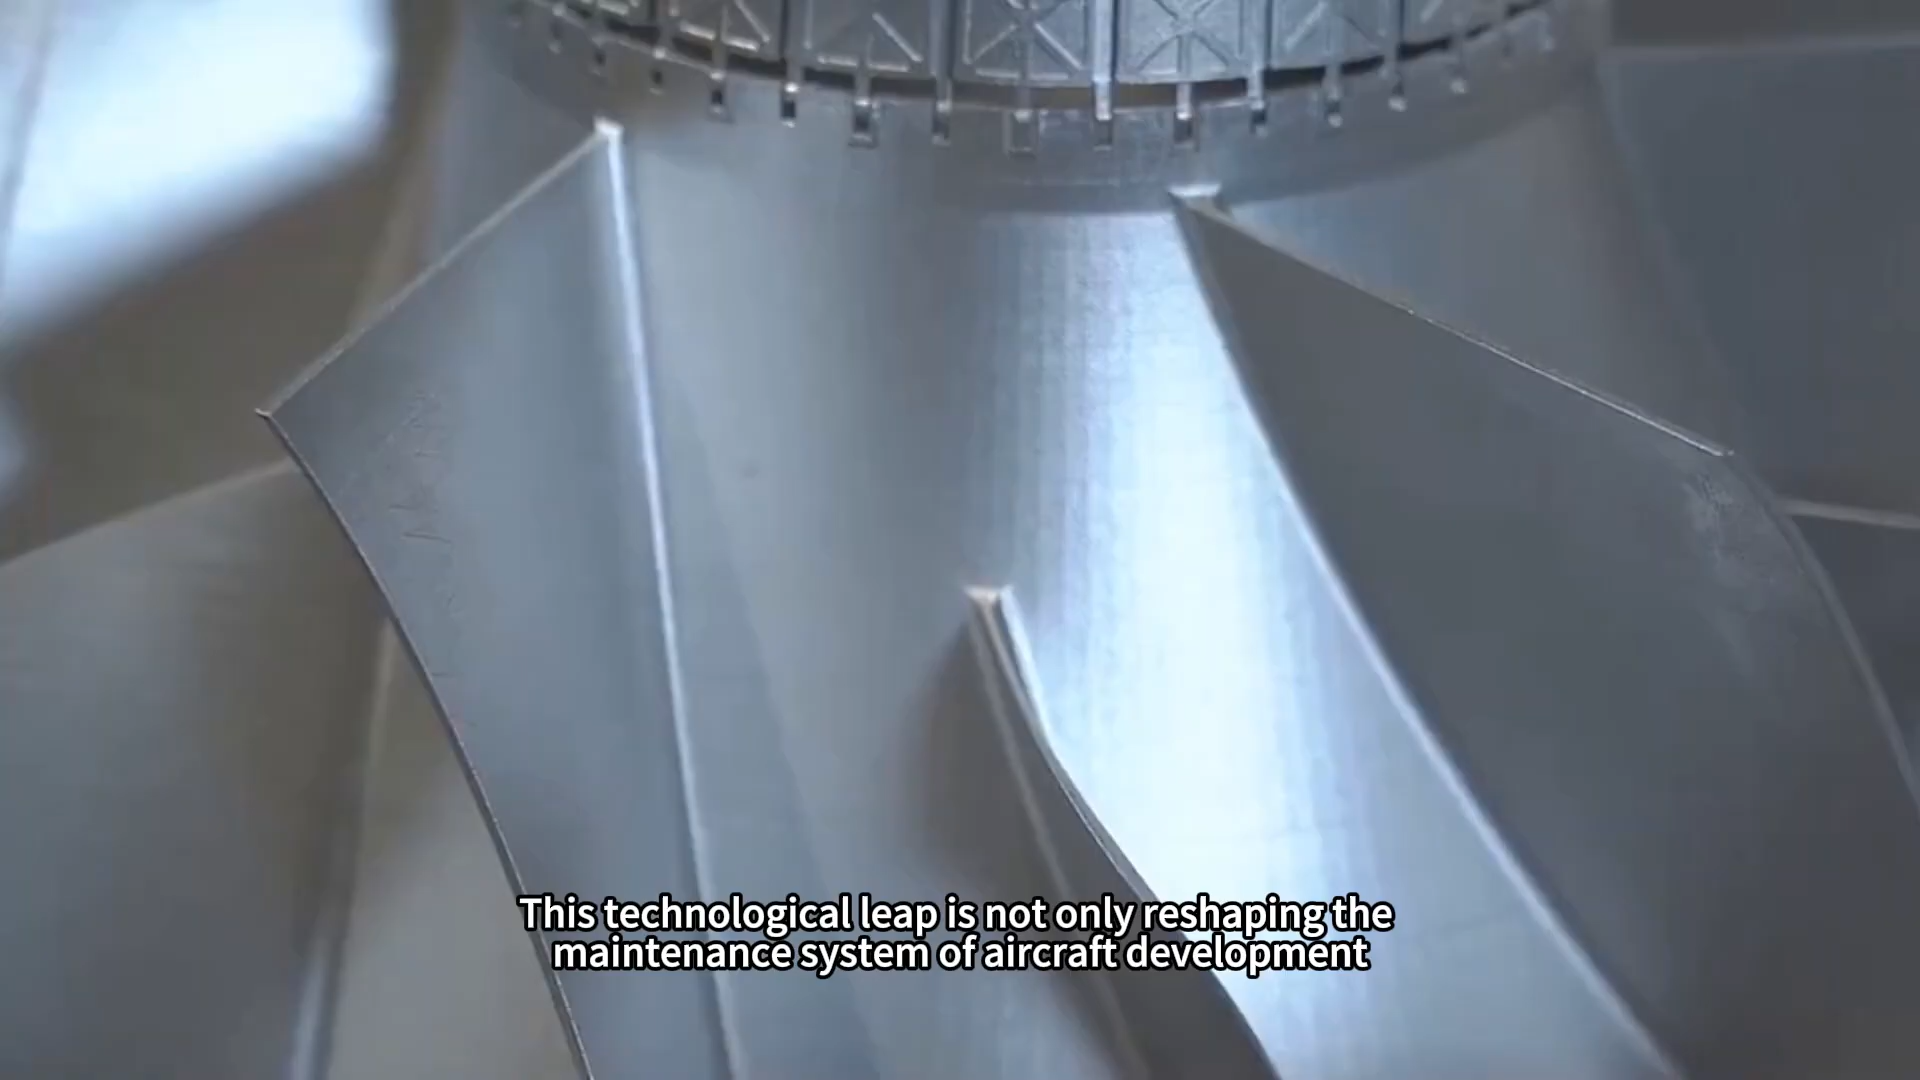 This technological leap is not only reshaping the
maintenance system of aircraft development